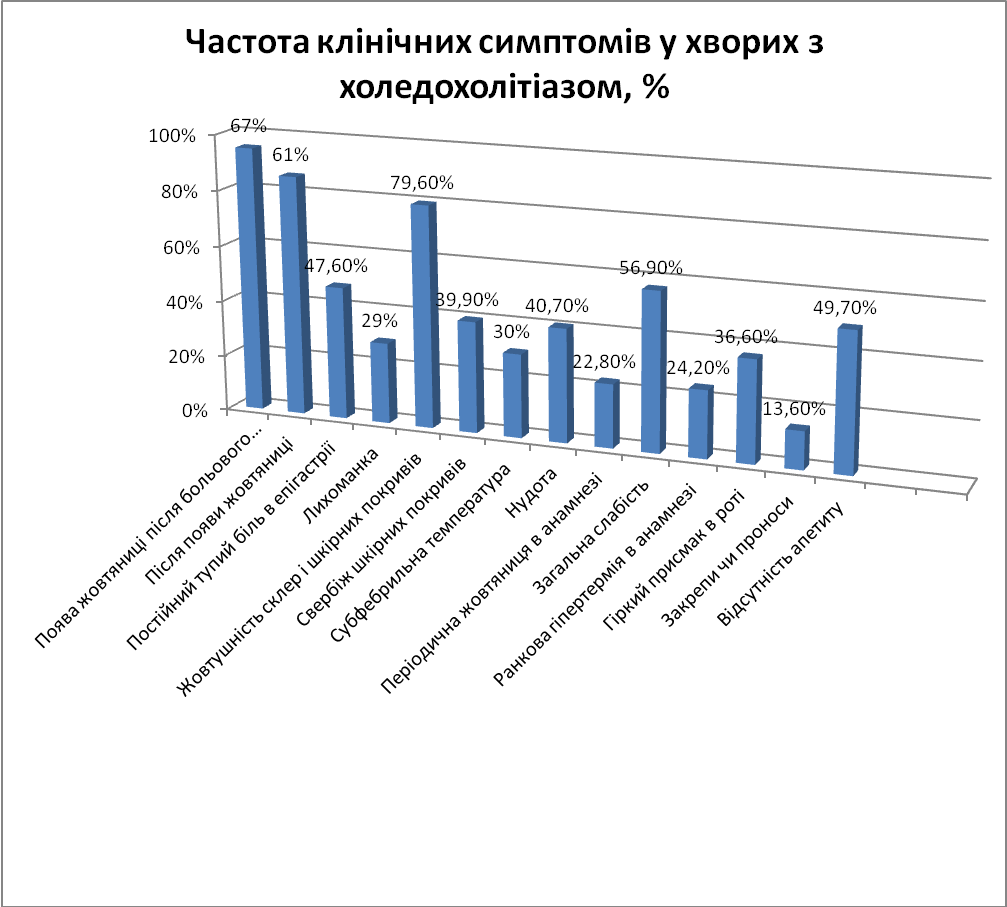 Частота клінічних симптомів у хворих з
холедохолітіазом, %
100%
80%
60%
40%
20%
0%
67%
61%
47,60%
29%
79,60%
39,90%
30%
40,70%
22,80%
56,90%
24,20%
36,60%
13,60%
49,70%
Поява жовтяниці після больового...
Після появи жовтяниці
Постійний тупий біль в епігастрії
Лихоманка
Жовтушність склер і шкірних покривів
Свербіж шкірних покривів
Субфебрильна температура
Нудота
Періодична жовтяниця в анамнезі
Загальна слабість
Ранкова гіпертермія в анамнезі
Гіркий присмак в роті
Закрепи чи проноси
Відсутність апетиту